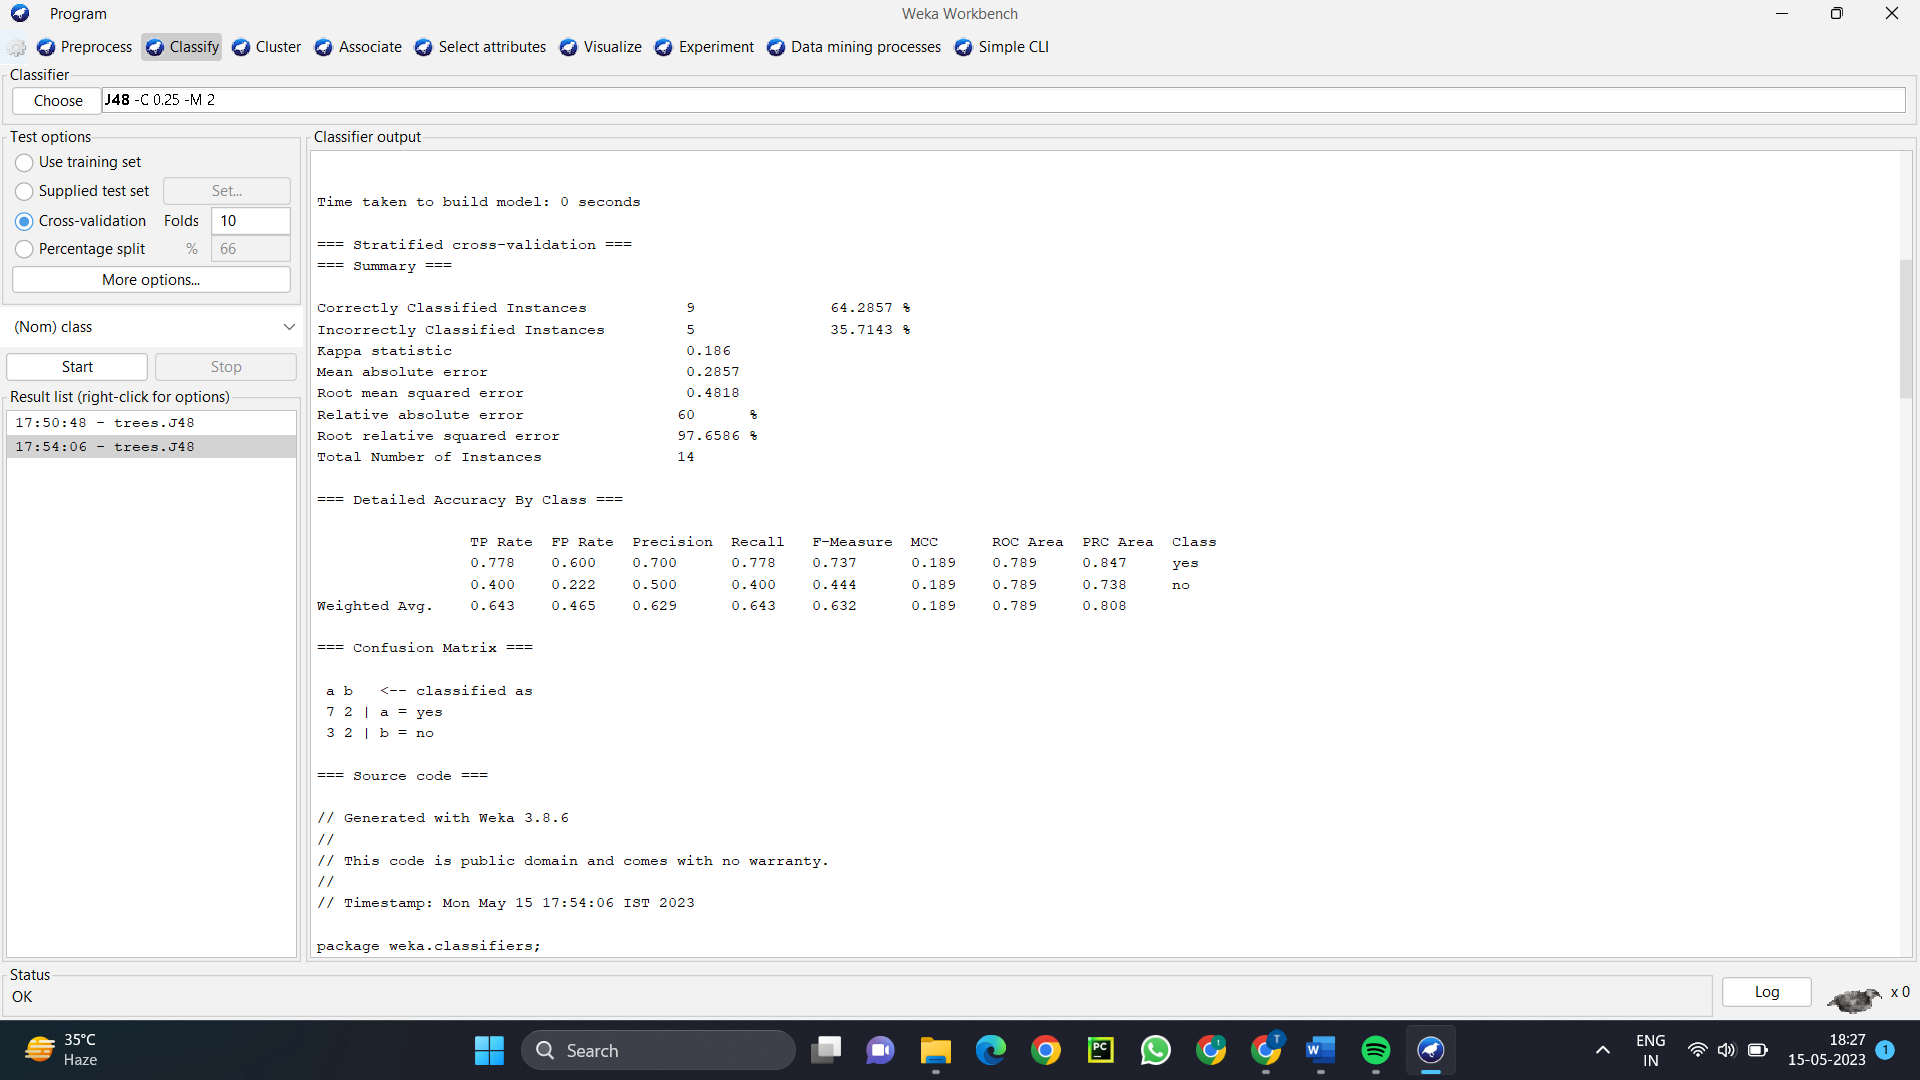 Program
Weka Workbench
Preprocess Classify Cluster Associate Select attributes Visualize Experiment Data mining processes Simple CLI
Classifier
Choose J48 -C 0.25 -M 2
Test options
Use training set
Supplied test set Set...
Cross-validation Folds 10
Percentage split % 66
More options...
(Nom) class
Start Stop
Result list (right-click for options)
17:50:48 - trees.J48
17:54:06 - trees.J48
Classifier output
Time taken to build model: 0 seconds
=== Stratified cross-validation ===
=== Summary ===
Correctly Classified Instances 9 64.2857 %
Incorrectly Classified Instances 5 35.7143 %
Kappa statistic 0.186
Mean absolute error 0.2857
Root mean squared error 0.4818
Relative absolute error 60 %
Root relative squared error 97.6586 %
Total Number of Instances 14
=== Detailed Accuracy By Class ===
TP Rate FP Rate Precision Recall F-Measure MCC ROC Area PRC Area Class
0.778 0.600 0.700 0.778 0.737 0.189 0.789 0.847 yes
0.400 0.222 0.500 0.400 0.444 0.189 0.789 0.738 no
Weighted Avg. 0.643 0.465 0.629 0.643 0.632 0.189 0.789 0.808
=== Confusion Matrix ===
a b <-- classified as
7 2 | a = yes
3 2 | b = no
=== Source code ===
// Generated with Weka 3.8.6
//
// This code is public domain and comes with no warranty.
//
// Timestamp: Mon May 15 17:54:06 IST 2023
package weka.classifiers;
Status
OK
Log
x 0
35°C
Haze
Search
PC
t
T
W
ENG
IN
18:27
15-05-2023
1